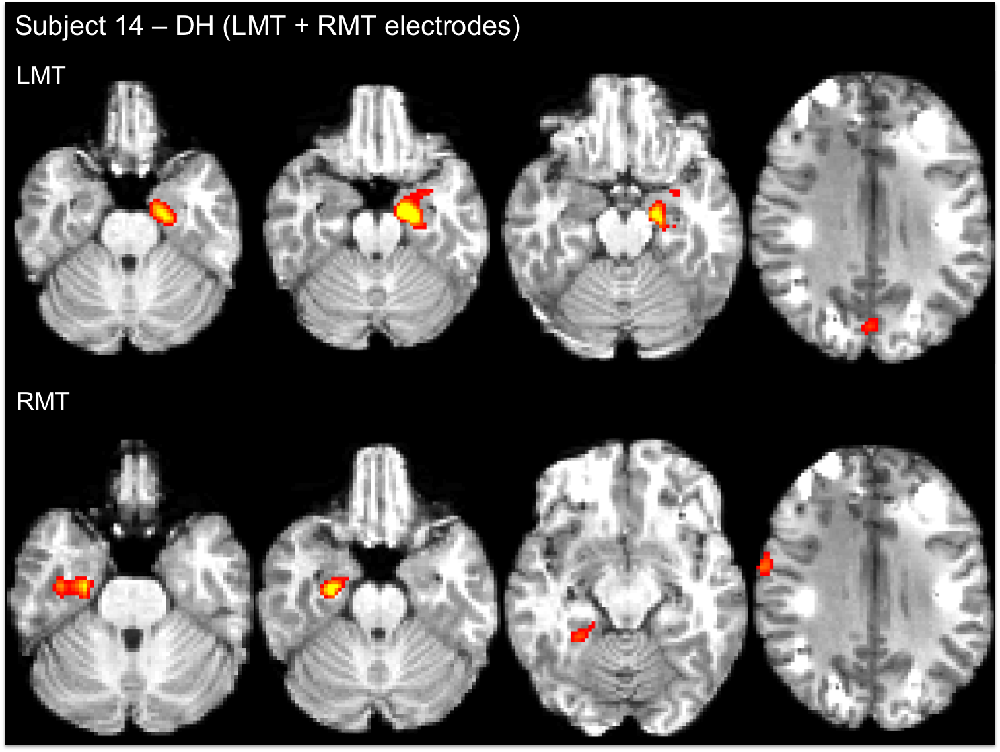 Subject 14 – DH (LMT + RMT electrodes)
LMT
RMT